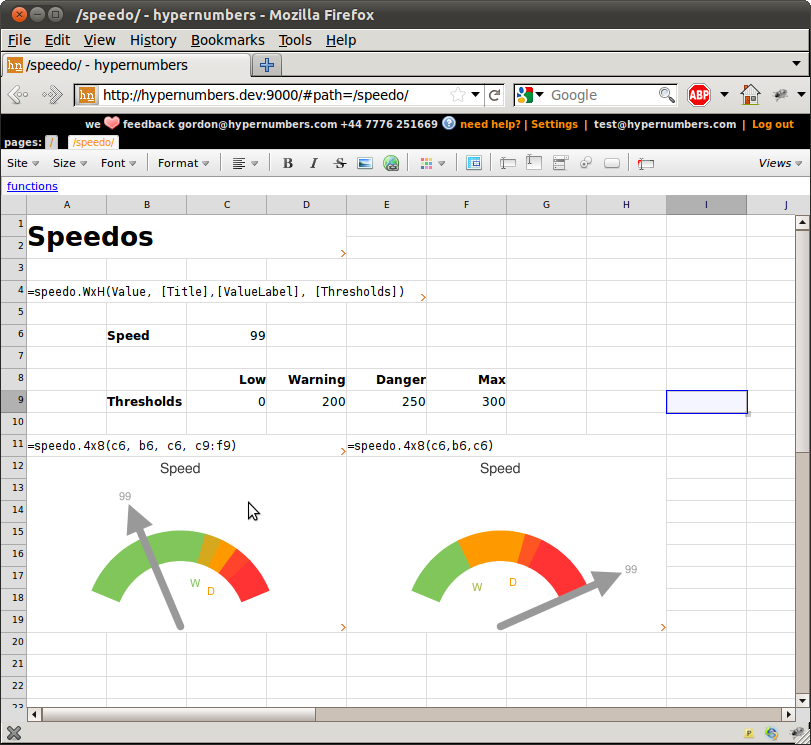 /speedo/ - hypernumbers - Mozilla Firefox
File Edit View History Bookmarks Tools Help
hn /speedo/ - hypernumbers
hn http://hypernumbers.dev:9000/#path=/speedo/ Google ABP
we feedback gordon@hypernumbers.com +44 7776 251669 need help? | Settings | test@hypernumbers.com | Log out
pages: / /speedo/
Site Size Font Format B I S Views
functions
A B C D E F G H I J
1 Speedos
2
3
4 =speedo.WxH(Value, [Title],[ValueLabel], [Thresholds])
5
6 Speed 99
7
8 Low Warning Danger Max
9 Thresholds 0 200 250 300
10
11 =speedo.4x8(c6, b6, c6, c9:f9) =speedo.4x8(c6,b6,c6)
12 Speed Speed
13 99
14
15
16
17 W D W D 99
18
19
20
21
22
23
P